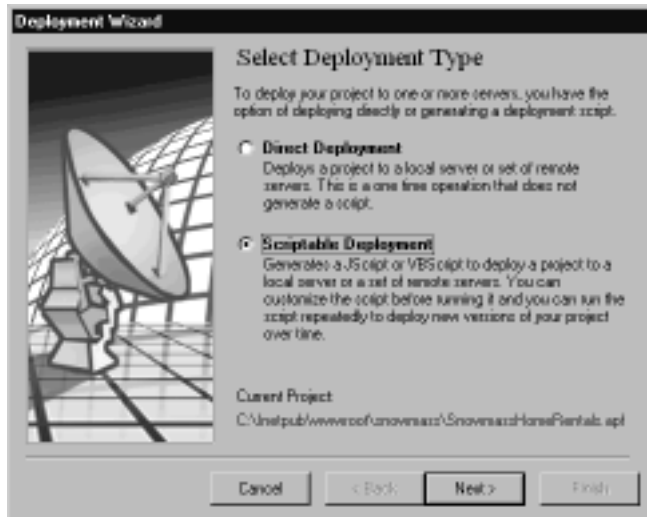 Deployment Wizard
Select Deployment Type
To deploy your project to one or more servers, you have the
option of deploying directly or generating a deployment script.
Direct Deployment
Deploys a project to a local server or set of remote
servers. This is a one time operation that does not
generate a script.
Scriptable Deployment
Generates a JScript or VBScript to deploy a project to a
local server or a set of remote servers. You can
customize the script before running it and you can run the
script repeatedly to deploy new versions of your project
over time.
Current Project
C:\Inetpub\wwwroot\snowmass\SnowmassHomeRentals.apf
Cancel
< Back
Next >
Finish